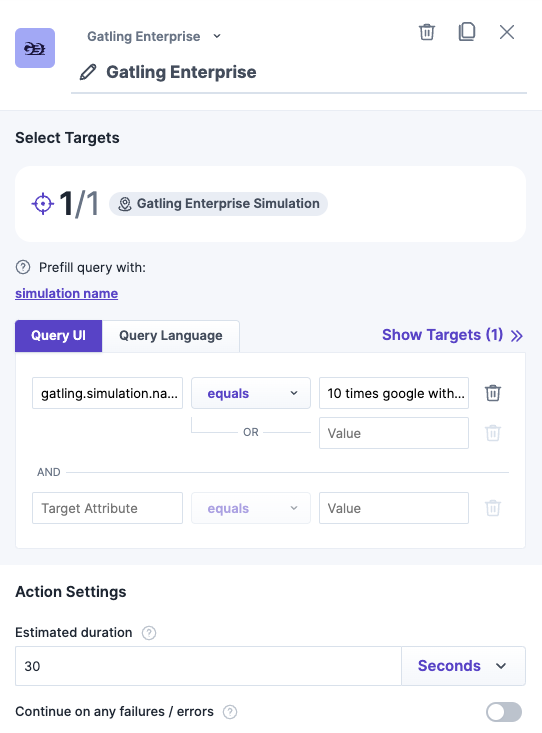 Gatling Enterprise
Gatling Enterprise
Select Targets
1/1 Gatling Enterprise Simulation
? Prefill query with:
simulation name
Query UI Query Language Show Targets (1)
gatling.simulation.na... equals 10 times google with...
OR Value
AND
Target Attribute equals Value
Action Settings
Estimated duration ?
30 Seconds
Continue on any failures / errors ?